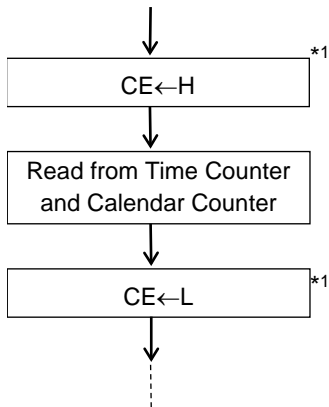 *1
CE←H
Read from Time Counter
and Calendar Counter
*1
CE←L